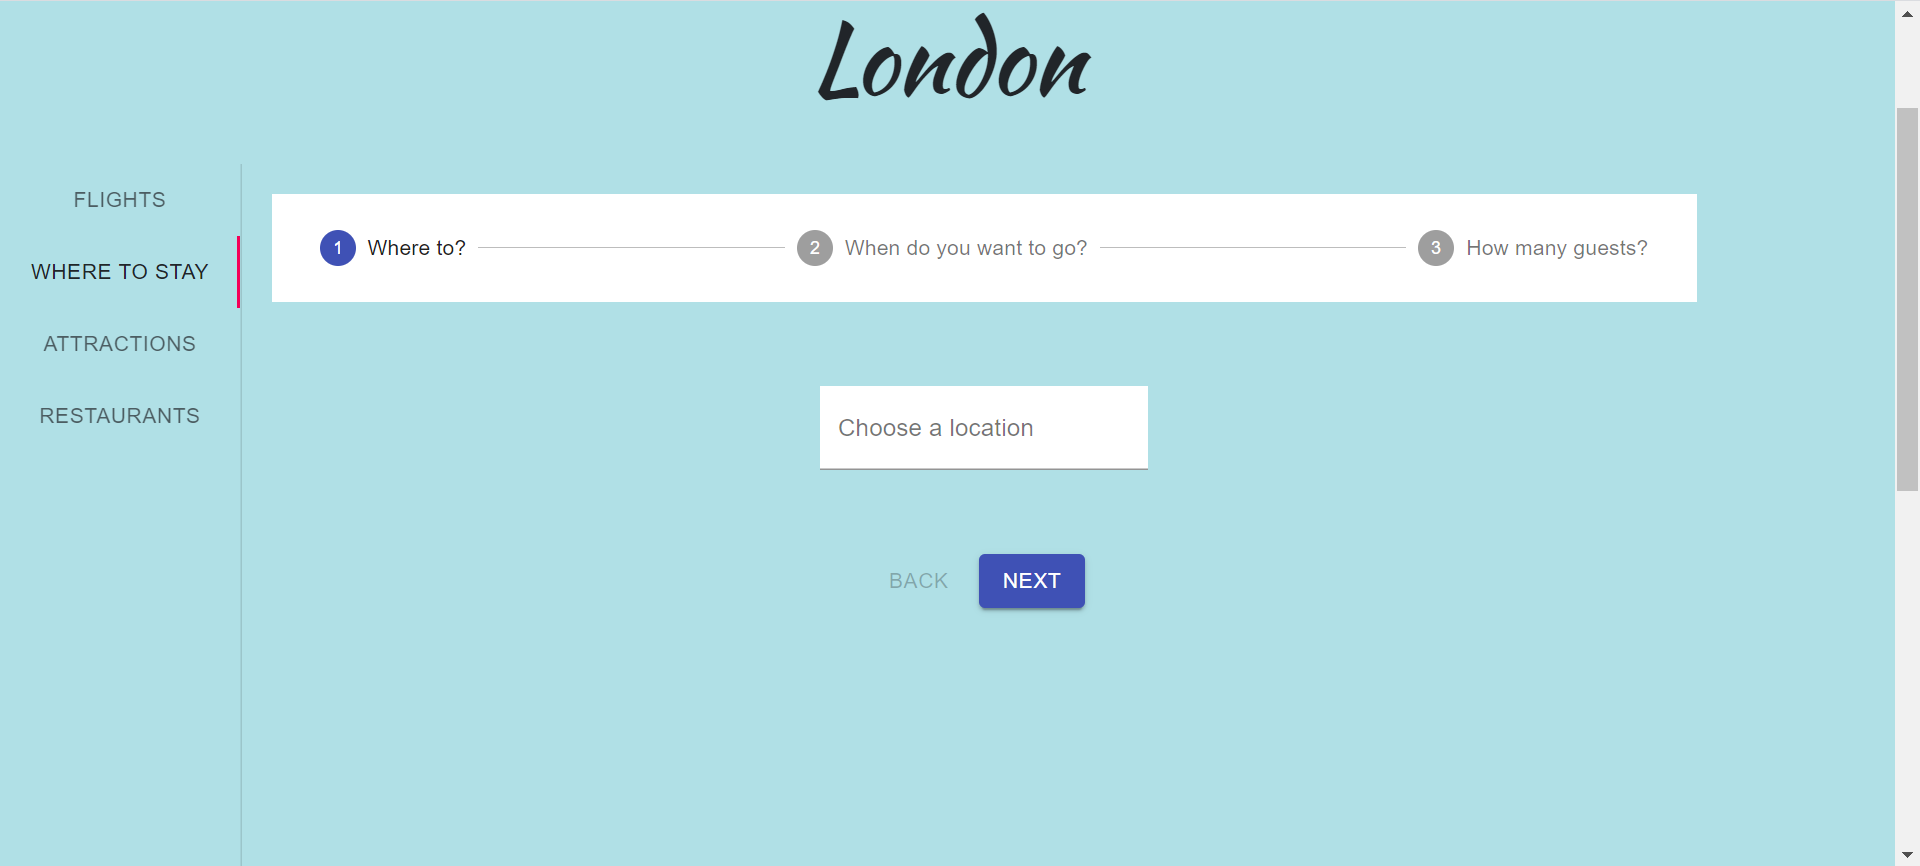 London
FLIGHTS
WHERE TO STAY
ATTRACTIONS
RESTAURANTS
1 Where to? 2 When do you want to go? 3 How many guests?
Choose a location
BACK NEXT